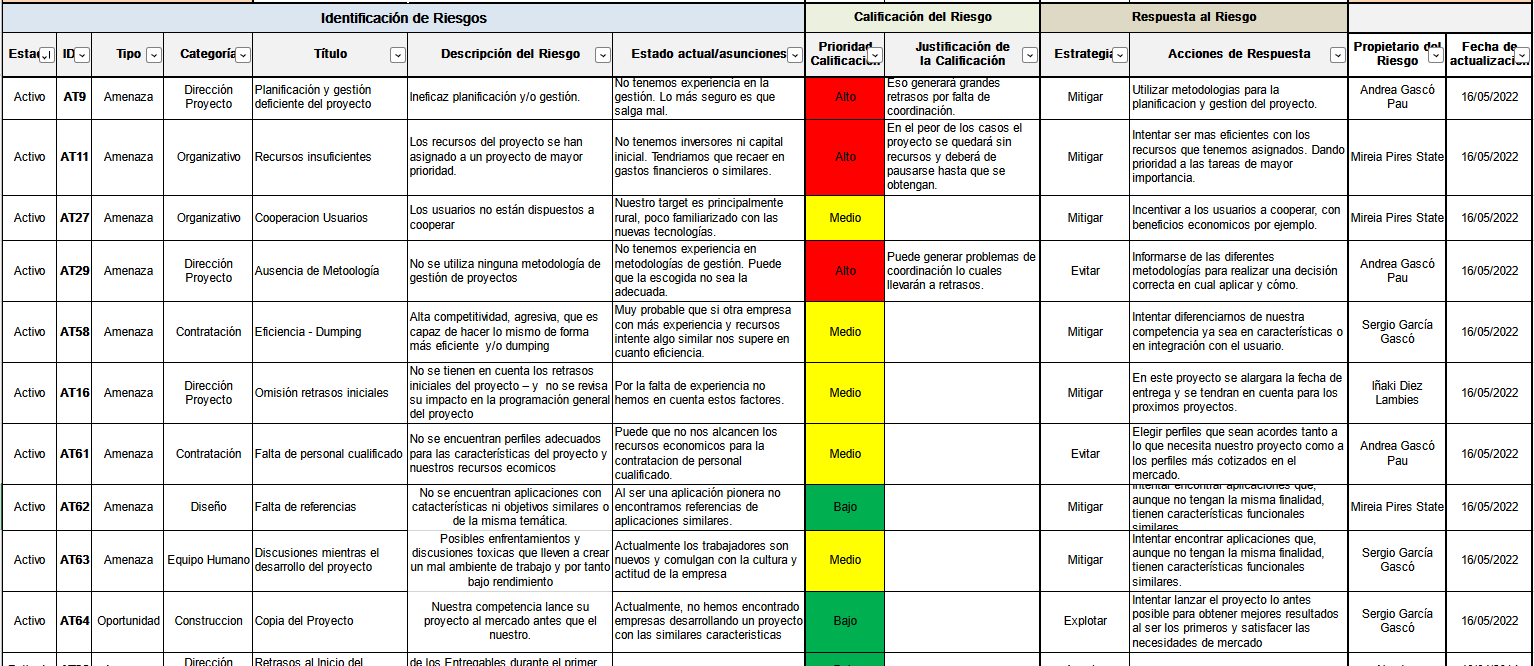 Identificación de Riesgos Calificación del Riesgo Respuesta al Riesgo
Estad ID Tipo Categoría Título Descripción del Riesgo Estado actual/asunciones Prioridad Calificación Justificación de la Calificación Estrategia Acciones de Respuesta Propietario del Riesgo Fecha de actualización
Activo AT9 Amenaza Dirección Proyecto Planificación y gestión deficiente del proyecto Ineficaz planificación y/o gestión. No tenemos experiencia en la gestión. Lo más seguro es que salga mal. Alto Eso generará grandes retrasos por falta de coordinación. Mitigar Utilizar metodologias para la planificacion y gestion del proyecto. Andrea Gascó Pau 16/05/2022
Activo AT11 Amenaza Organizativo Recursos insuficientes Los recursos del proyecto se han asignado a un proyecto de mayor prioridad. No tenemos inversores ni capital inicial. Tendriamos que recaer en gastos financieros o similares. Alto En el peor de los casos el proyecto se quedará sin recursos y deberá de pausarse hasta que se obtengan. Mitigar Intentar ser mas eficientes con los recursos que tenemos asignados. Dando prioridad a las tareas de mayor importancia. Mireia Pires State 16/05/2022
Activo AT27 Amenaza Organizativo Cooperacion Usuarios Los usuarios no están dispuestos a cooperar Nuestro target es principalmente rural, poco familiarizado con las nuevas tecnologías. Medio Mitigar Incentivar a los usuarios a cooperar, con beneficios economicos por ejemplo. Mireia Pires State 16/05/2022
Activo AT29 Amenaza Dirección Proyecto Ausencia de Metoología No se utiliza ninguna metodología de gestión de proyectos No tenemos experiencia en metodologías de gestión. Puede que la escogida no sea la adecuada. Alto Puede generar problemas de coordinación lo cuales llevarán a retrasos. Evitar Informarse de las diferentes metodologías para realizar una decisión correcta en cual aplicar y cómo. Andrea Gascó Pau 16/05/2022
Activo AT58 Amenaza Contratación Eficiencia - Dumping Alta competitividad, agresiva, que es capaz de hacer lo mismo de forma más eficiente y/o dumping Muy probable que si otra empresa con más experiencia y recursos intente algo similar nos supere en cuanto eficiencia. Medio Mitigar Intentar diferenciarnos de nuestra competencia ya sea en características o en integración con el usuario. Sergio García Gascó 16/05/2022
Activo AT16 Amenaza Dirección Proyecto Omisión retrasos iniciales No se tienen en cuenta los retrasos iniciales del proyecto – y no se revisa su impacto en la programación general del proyecto Por la falta de experiencia no hemos en cuenta estos factores. Medio Mitigar En este proyecto se alargara la fecha de entrega y se tendran en cuenta para los proximos proyectos. Iñaki Diez Lambies 16/05/2022
Activo AT61 Amenaza Contratación Falta de personal cualificado No se encuentran perfiles adecuados para las características del proyecto y nuestros recursos ecomicos Puede que no nos alcancen los recursos economicos para la contratacion de personal cualificado. Medio Evitar Elegir perfiles que sean acordes tanto a lo que necesita nuestro proyecto como a los perfiles más cotizados en el mercado. Andrea Gascó Pau 16/05/2022
Activo AT62 Amenaza Diseño Falta de referencias No se encuentran aplicaciones con catacterísticas ni objetivos similares o de la misma temática. Al ser una aplicación pionera no encontramos referencias de aplicaciones similares. Bajo Mitigar Intentar encontrar aplicaciones que, aunque no tengan la misma finalidad, tienen características funcionales similares. Mireia Pires State 16/05/2022
Activo AT63 Amenaza Equipo Humano Discusiones mientras el desarrollo del proyecto Posibles enfrentamientos y discusiones toxicas que lleven a crear un mal ambiente de trabajo y por tanto bajo rendimiento Actualmente los trabajadores son nuevos y comulgan con la cultura y actitud de la empresa Medio Mitigar Intentar encontrar aplicaciones que, aunque no tengan la misma finalidad, tienen características funcionales similares. Sergio García Gascó 16/05/2022
Activo AT64 Oportunidad Construccion Copia del Proyecto Nuestra competencia lance su proyecto al mercado antes que el nuestro. Actualmente, no hemos encontrado empresas desarollando un proyecto con las similares caracteristicas Bajo Explotar Intentar lanzar el proyecto lo antes posible para obtener mejores resultados al ser los primeros y satisfacer las necesidades de mercado Sergio García Gascó 16/05/2022
Dirección Retrasos al Inicio del de los Entregables durante el primer